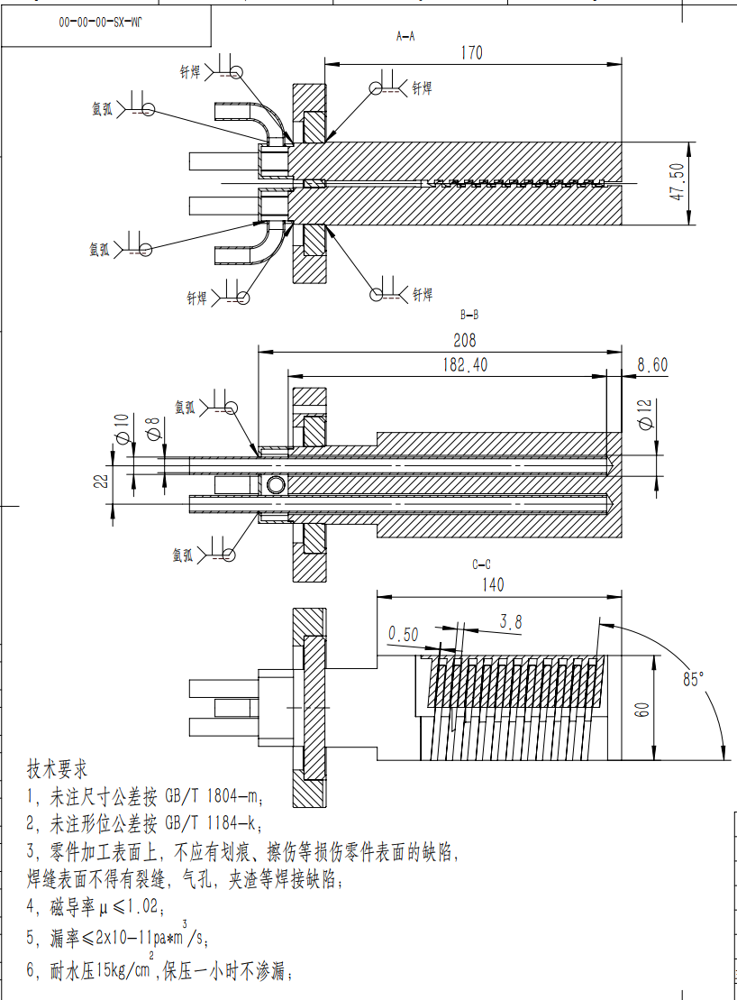 JM-XS-00-00-00
A-A
170
钎焊
钎焊
氩弧
47.50
氩弧
钎焊
钎焊
B-B
208
182.40
8.60
氩弧
Ø10
Ø8
Ø12
22
氩弧
C-C
140
0.50
3.8
85°
60
技术要求
1, 未注尺寸公差按 GB/T 1804-m;
2, 未注形位公差按 GB/T 1184-k;
3, 零件加工表面上, 不应有划痕、擦伤等损伤零件表面的缺陷,
焊缝表面不得有裂缝, 气孔, 夹渣等焊接缺陷;
4, 磁导率μ≤1.02;
5, 漏率≤2x10-11pa*m³/s;
6, 耐水压15kg/cm²,保压一小时不渗漏;